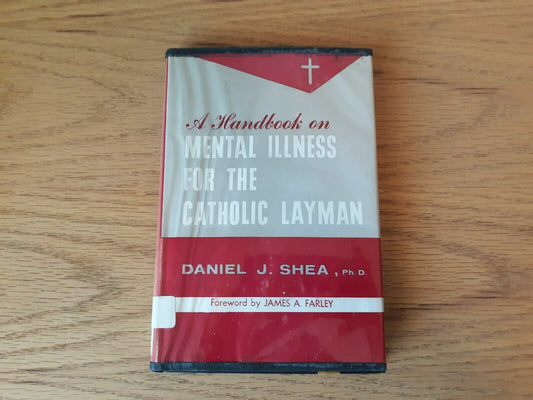 A Handbook on
MENTAL ILLNESS
FOR THE
CATHOLIC LAYMAN
DANIEL J. SHEA, Ph.D.
Foreword by JAMES A. FARLEY